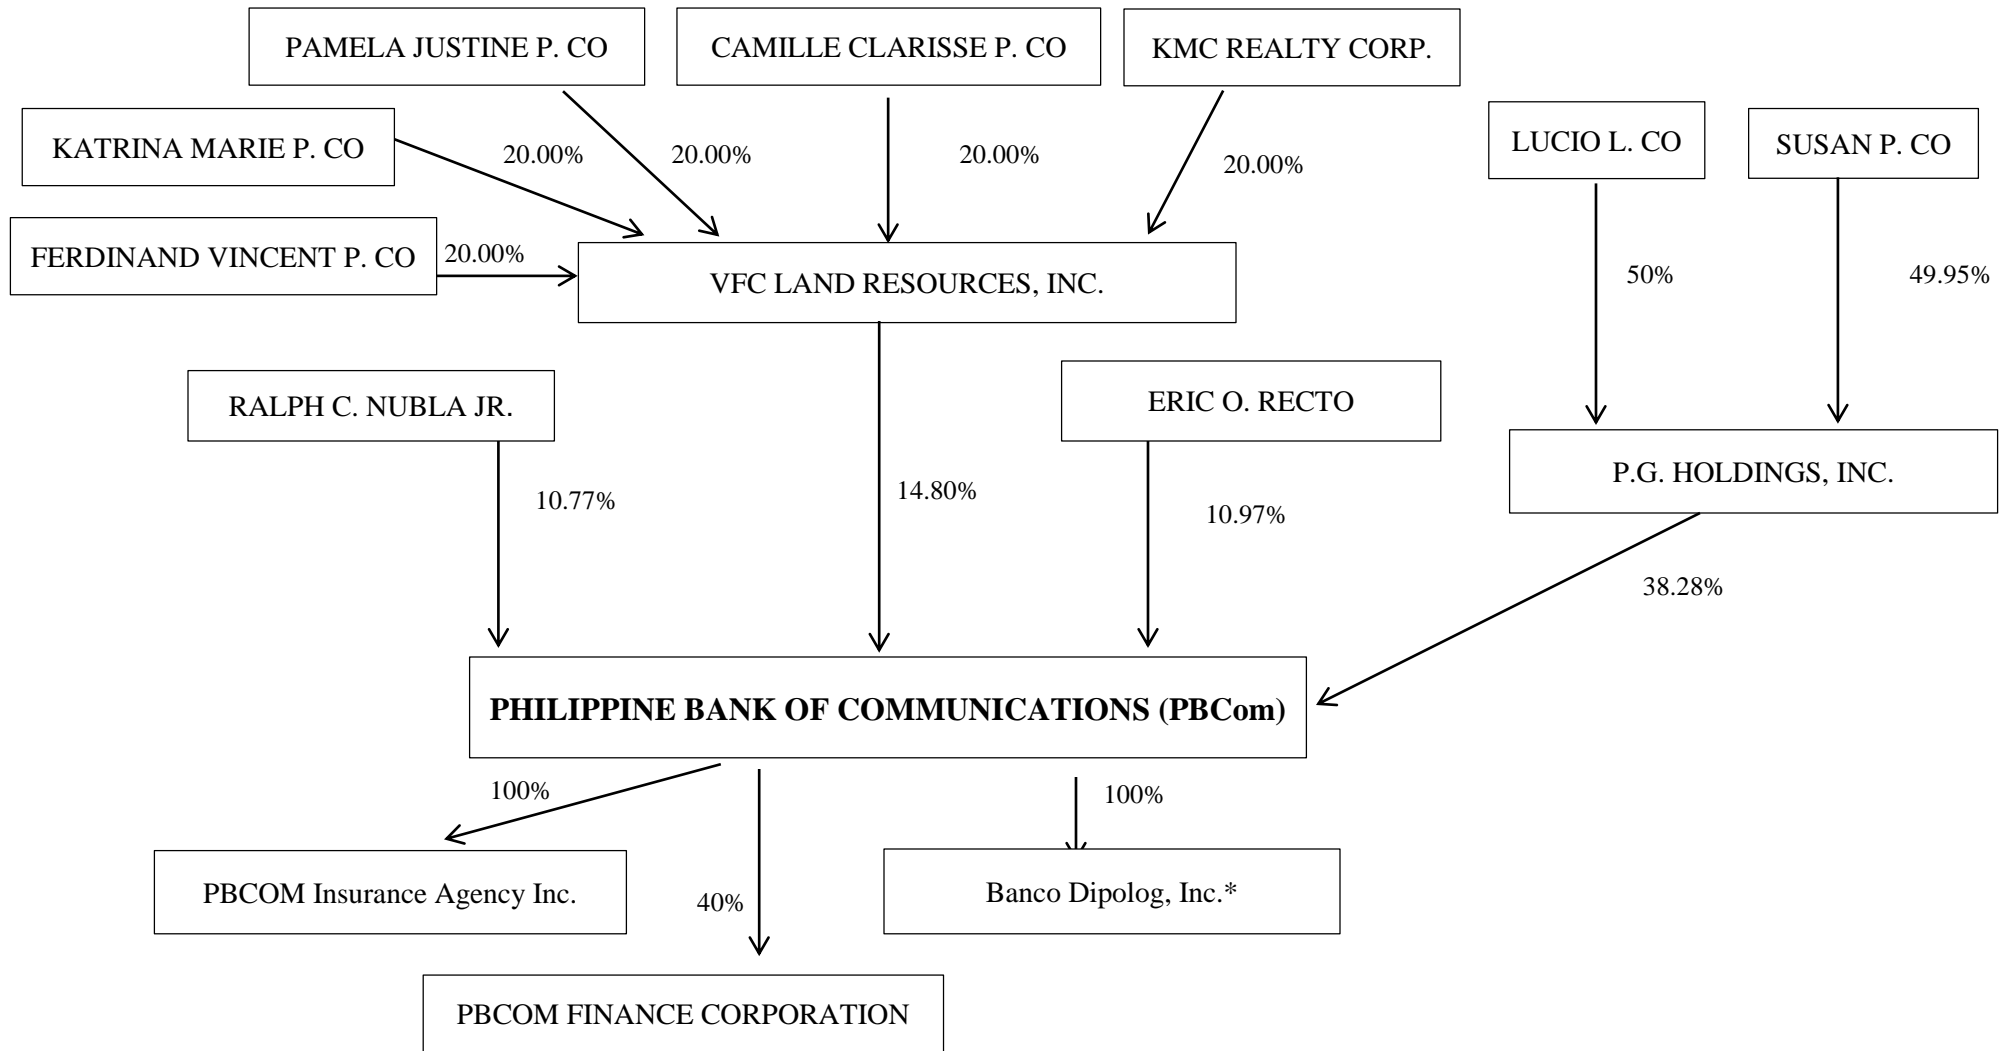 PAMELA JUSTINE P. CO
CAMILLE CLARISSE P. CO
KMC REALTY CORP.
KATRINA MARIE P. CO
LUCIO L. CO
SUSAN P. CO
20.00%
20.00%
20.00%
20.00%
FERDINAND VINCENT P. CO
20.00%
VFC LAND RESOURCES, INC.
50%
49.95%
RALPH C. NUBLA JR.
ERIC O. RECTO
P.G. HOLDINGS, INC.
10.77%
14.80%
10.97%
38.28%
PHILIPPINE BANK OF COMMUNICATIONS (PBCom)
100%
100%
PBCOM Insurance Agency Inc.
40%
Banco Dipolog, Inc.*
PBCOM FINANCE CORPORATION